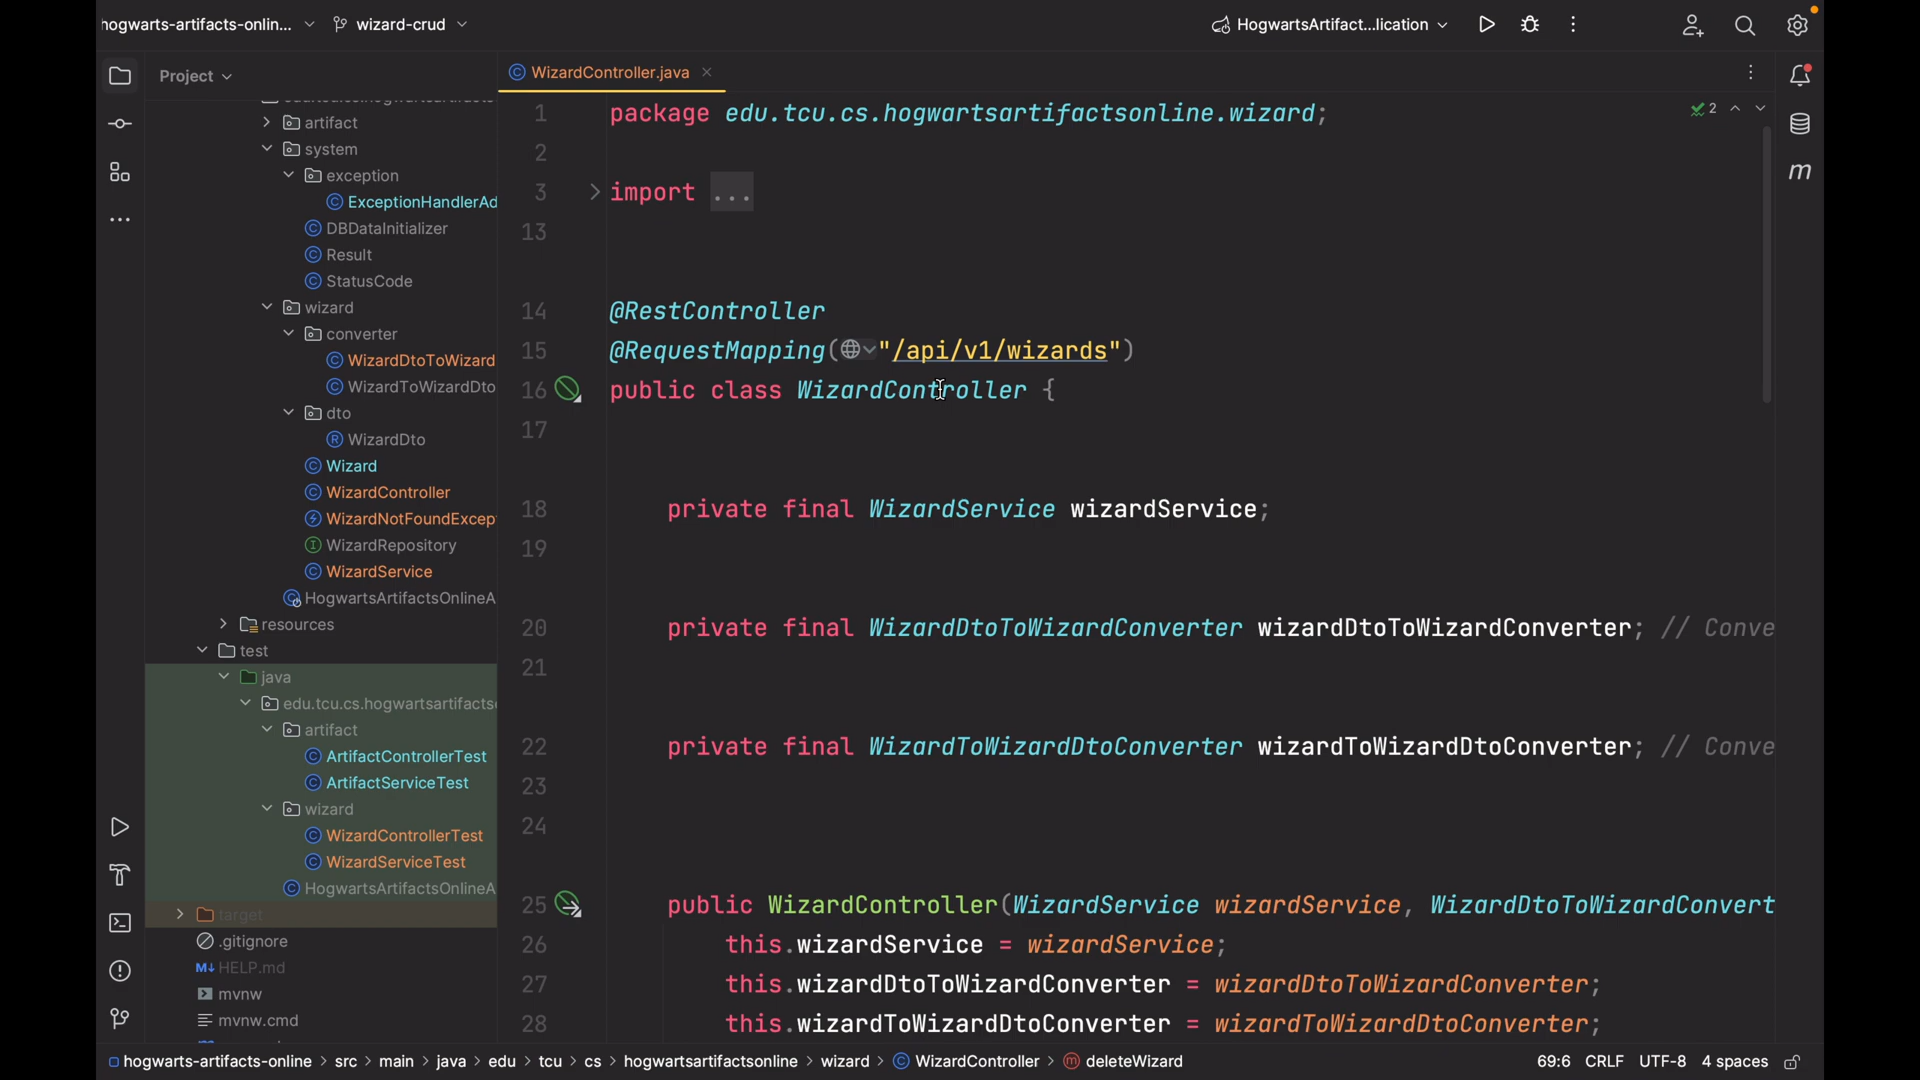 hogwarts-artifacts-onlin...
wizard-crud
HogwartsArtifact...lication
Project
artifact
system
exception
ExceptionHandlerAd
DBDataInitializer
Result
StatusCode
wizard
converter
WizardDtoToWizard
WizardToWizardDto
dto
WizardDto
Wizard
WizardController
WizardNotFoundExcep
WizardRepository
WizardService
HogwartsArtifactsOnlineA
resources
test
java
edu.tcu.cs.hogwartsartifacts
artifact
ArtifactControllerTest
ArtifactServiceTest
wizard
WizardControllerTest
WizardServiceTest
HogwartsArtifactsOnlineA
target
.gitignore
HELP.md
mvnw
mvnw.cmd
WizardController.java
2
1 package edu.tcu.cs.hogwartsartifactsonline.wizard;
2
3 import ...
13
14 @RestController
15 @RequestMapping("/api/v1/wizards")
16 public class WizardController {
17
18 private final WizardService wizardService;
19
20 private final WizardDtoToWizardConverter wizardDtoToWizardConverter; // Conve
21
22 private final WizardToWizardDtoConverter wizardToWizardDtoConverter; // Conve
23
24
25 public WizardController(WizardService wizardService, WizardDtoToWizardConvert
26 this.wizardService = wizardService;
27 this.wizardDtoToWizardConverter = wizardDtoToWizardConverter;
28 this.wizardToWizardDtoConverter = wizardToWizardDtoConverter;
hogwarts-artifacts-online > src > main > java > edu > tcu > cs > hogwartsartifactsonline > wizard > WizardController > deleteWizard
69:6 CRLF UTF-8 4 spaces